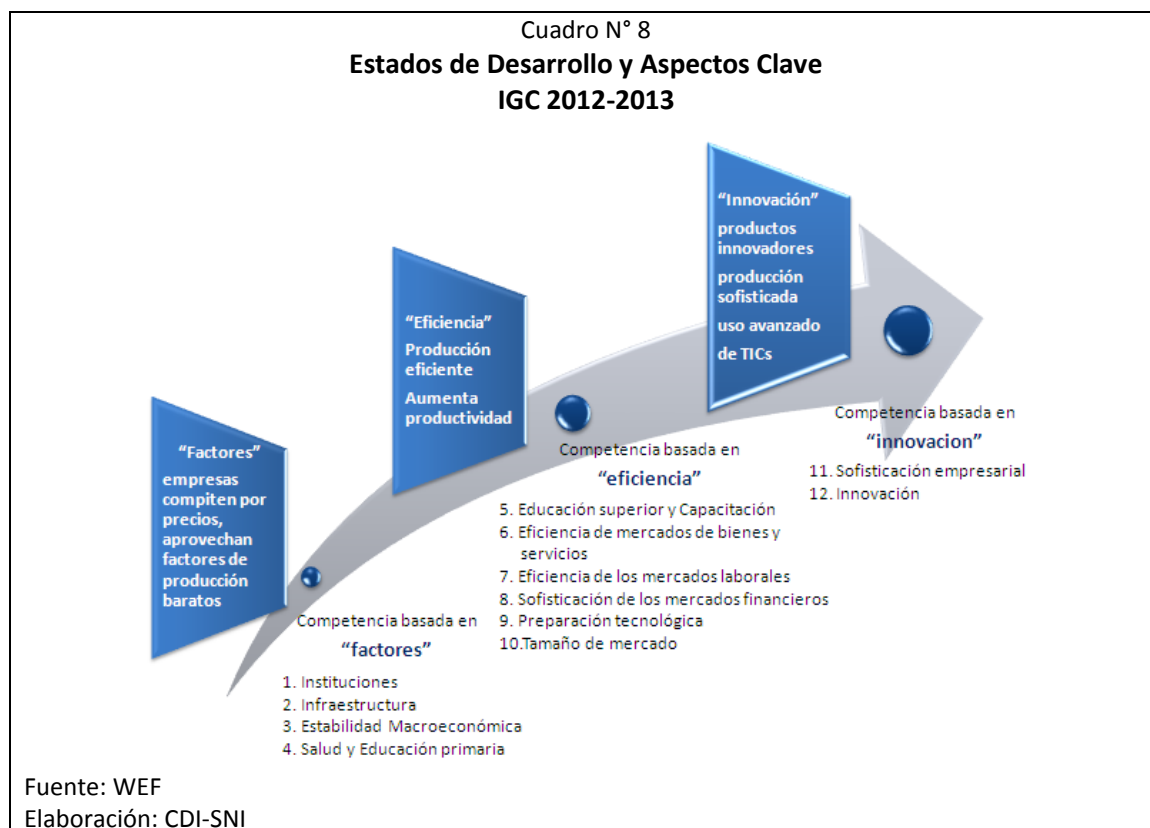 Cuadro N° 8
Estados de Desarrollo y Aspectos Clave
IGC 2012-2013
"Factores"
empresas
compiten por
precios,
aprovechan
factores de
producción
baratos
"Eficiencia"
Producción
eficiente
Aumenta
productividad
"Innovación"
productos
innovadores
producción
sofisticada
uso avanzado
de TICs
Competencia basada en
"factores"
1. Instituciones
2. Infraestructura
3. Estabilidad Macroeconómica
4. Salud y Educación primaria
Competencia basada en
"eficiencia"
5. Educación superior y Capacitación
6. Eficiencia de mercados de bienes y
servicios
7. Eficiencia de los mercados laborales
8. Sofisticación de los mercados financieros
9. Preparación tecnológica
10.Tamaño de mercado
Competencia basada en
"innovacion"
11. Sofisticación empresarial
12. Innovación
Fuente: WEF
Elaboración: CDI-SNI